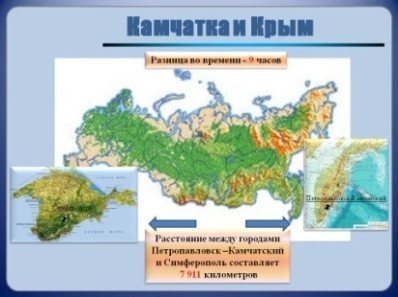 Камчатка и Крым
Разница во времени - 9 часов
Расстояние между городами
Петропавловск –Камчатский
и Симферополь составляет
7 911 километров